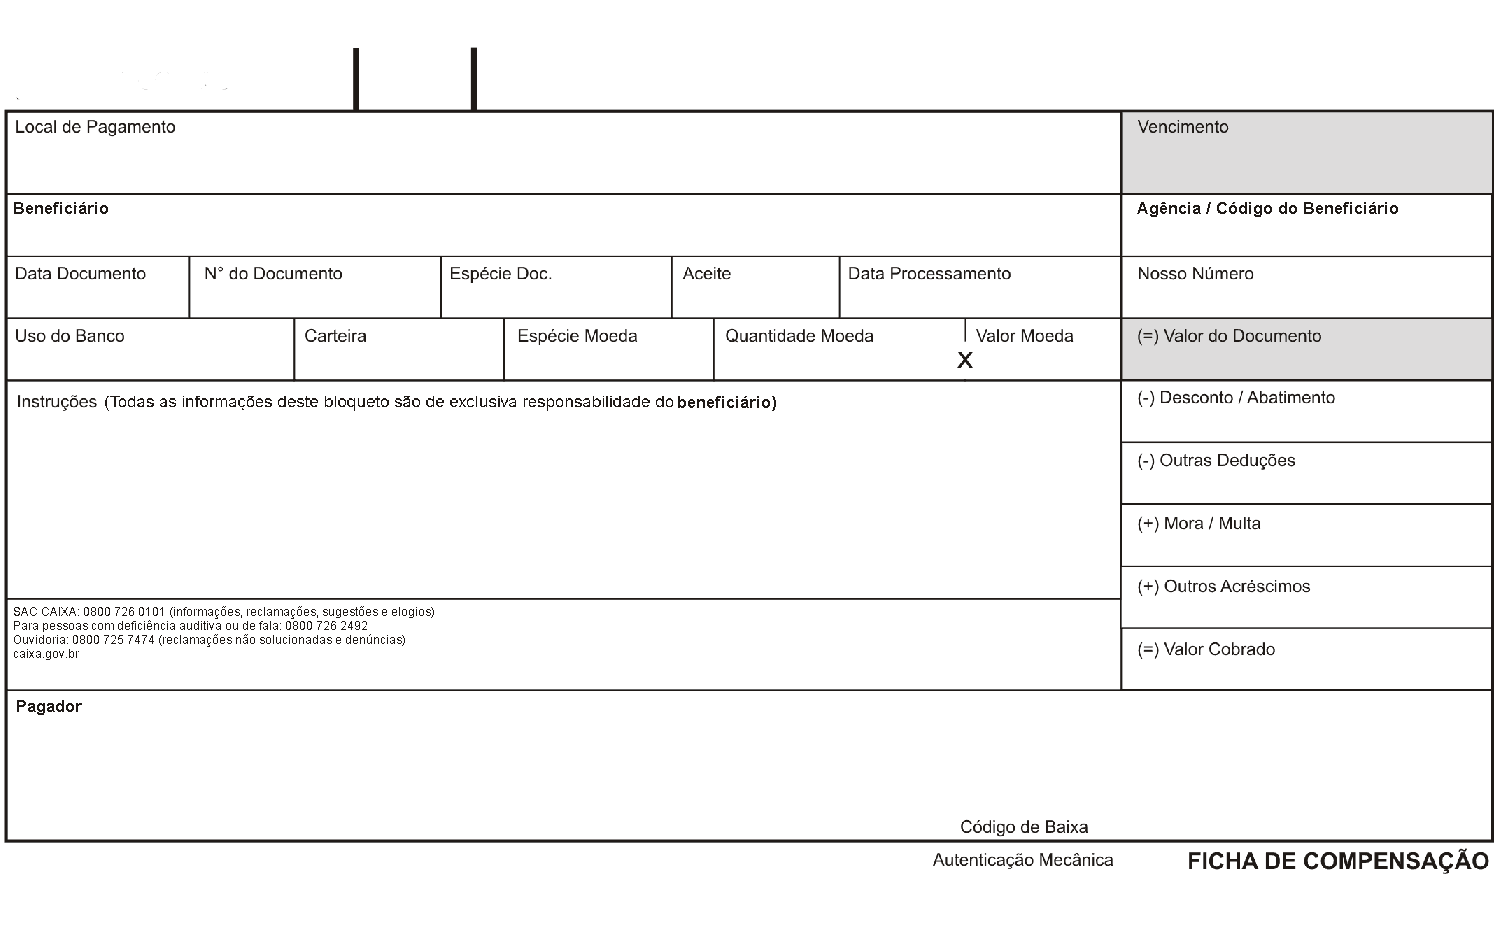 Local de Pagamento
Vencimento
Beneficiário
Agência / Código do Beneficiário
Data Documento
N° do Documento
Espécie Doc.
Aceite
Data Processamento
Nosso Número
Uso do Banco
Carteira
Espécie Moeda
Quantidade Moeda
X
Valor Moeda
(=) Valor do Documento
Instruções (Todas as informações deste bloqueto são de exclusiva responsabilidade do beneficiário)
(-) Desconto / Abatimento
(-) Outras Deduções
(+) Mora / Multa
(+) Outros Acréscimos
SAC CAIXA: 0800 726 0101 (informações, reclamações, sugestões e elogios)
Para pessoas com deficiência auditiva ou de fala: 0800 726 2492
Ouvidoria: 0800 725 7474 (reclamações não solucionadas e denúncias)
caixa.gov.br
(=) Valor Cobrado
Pagador
Código de Baixa
Autenticação Mecânica
FICHA DE COMPENSAÇÃO